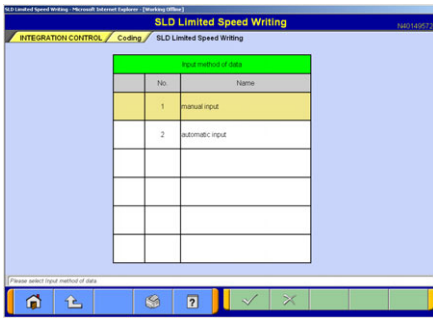 SLD Limited Speed Writing - Microsoft Internet Explorer - [Working Offline]
SLD Limited Speed Writing
N40149572
INTEGRATION CONTROL Coding SLD Limited Speed Writing
Input method of data
No. Name
1 manual input
2 automatic input
Please select Input method of data.
?